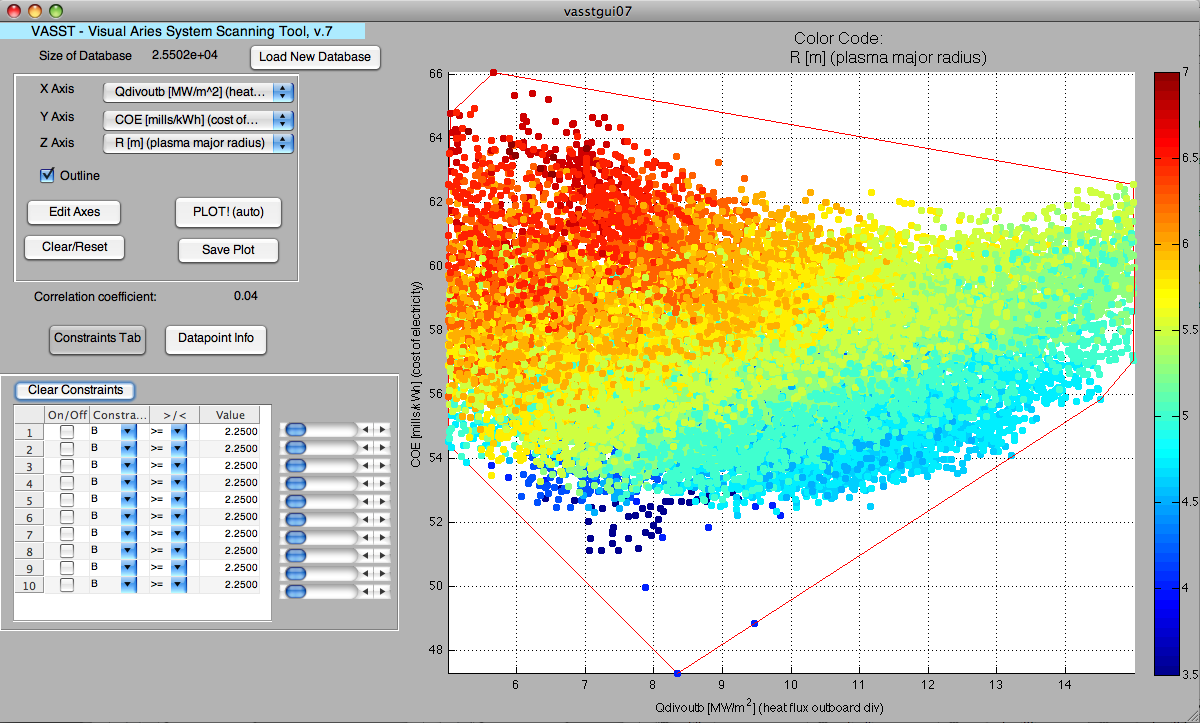 vasstgui07
VASST - Visual Aries System Scanning Tool, v.7
Size of Database 2.5502e+04 Load New Database
X Axis Qdivoutb [MW/m^2] (heat...
Y Axis COE [mills/kWh] (cost of...
Z Axis R [m] (plasma major radius)
Outline
Edit Axes PLOT! (auto)
Clear/Reset Save Plot
Correlation coefficient: 0.04
Constraints Tab Datapoint Info
Clear Constraints
On/Off Constra... >/< Value
1 B >= 2.2500
2 B >= 2.2500
3 B >= 2.2500
4 B >= 2.2500
5 B >= 2.2500
6 B >= 2.2500
7 B >= 2.2500
8 B >= 2.2500
9 B >= 2.2500
10 B >= 2.2500
Color Code:
R [m] (plasma major radius)
66
64
62
60
58
56
54
52
50
48
COE [mills/kWh] (cost of electricity)
6 7 8 9 10 11 12 13 14
Qdivoutb [MW/m2] (heat flux outboard div)
7
6.5
6
5.5
5
4.5
4
3.5